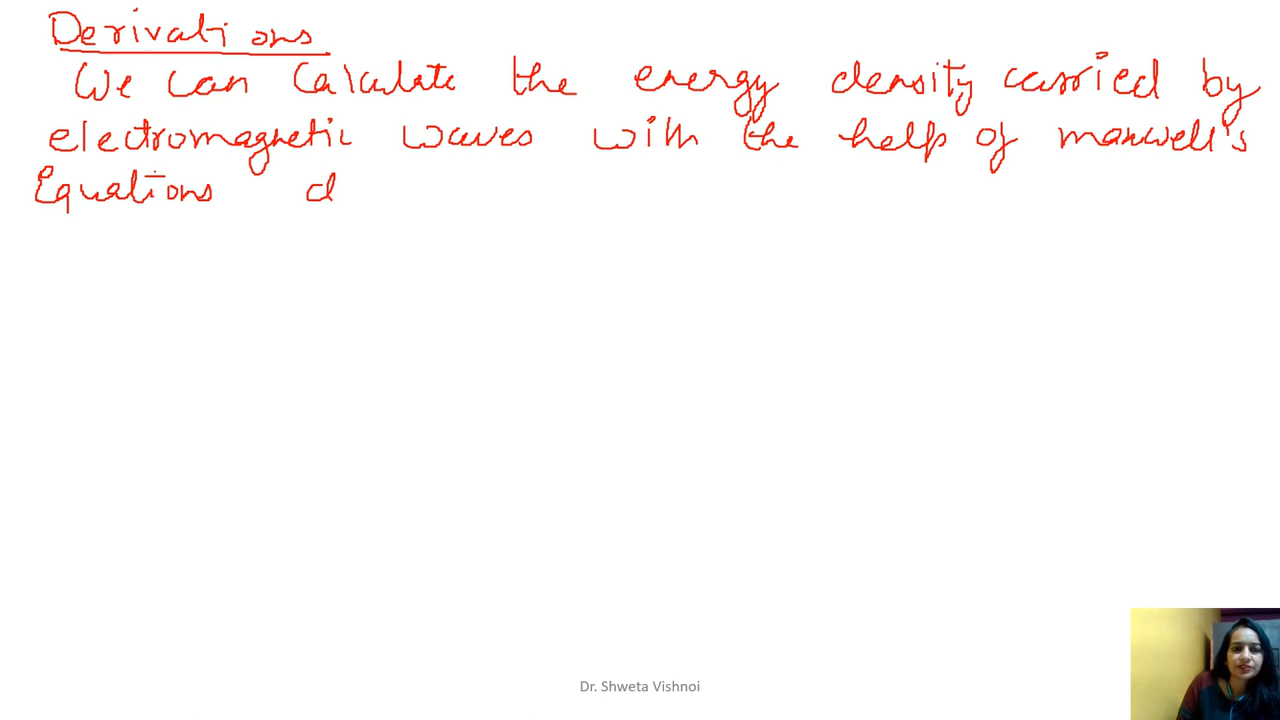 Derivations
We can Calculate the energy density carried by
electromagnetic waves with the help of maxwell's
Equations d
Dr. Shweta Vishnoi